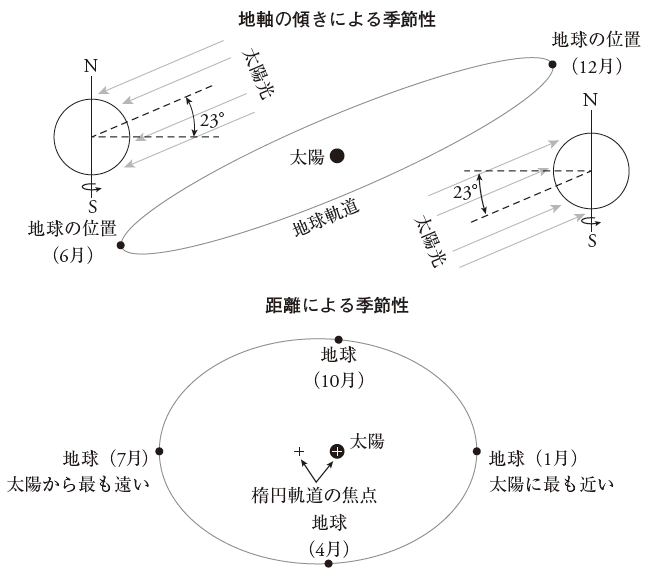 地軸の傾きによる季節性
地球の位置
（12月）
N
太陽光
23°
太陽
N
S
地球の位置
（6月）
地球軌道
23°
太陽光
S
距離による季節性
地球
（10月）
太陽
地球（7月）
太陽から最も遠い
地球（1月）
太陽に最も近い
楕円軌道の焦点
地球
（4月）